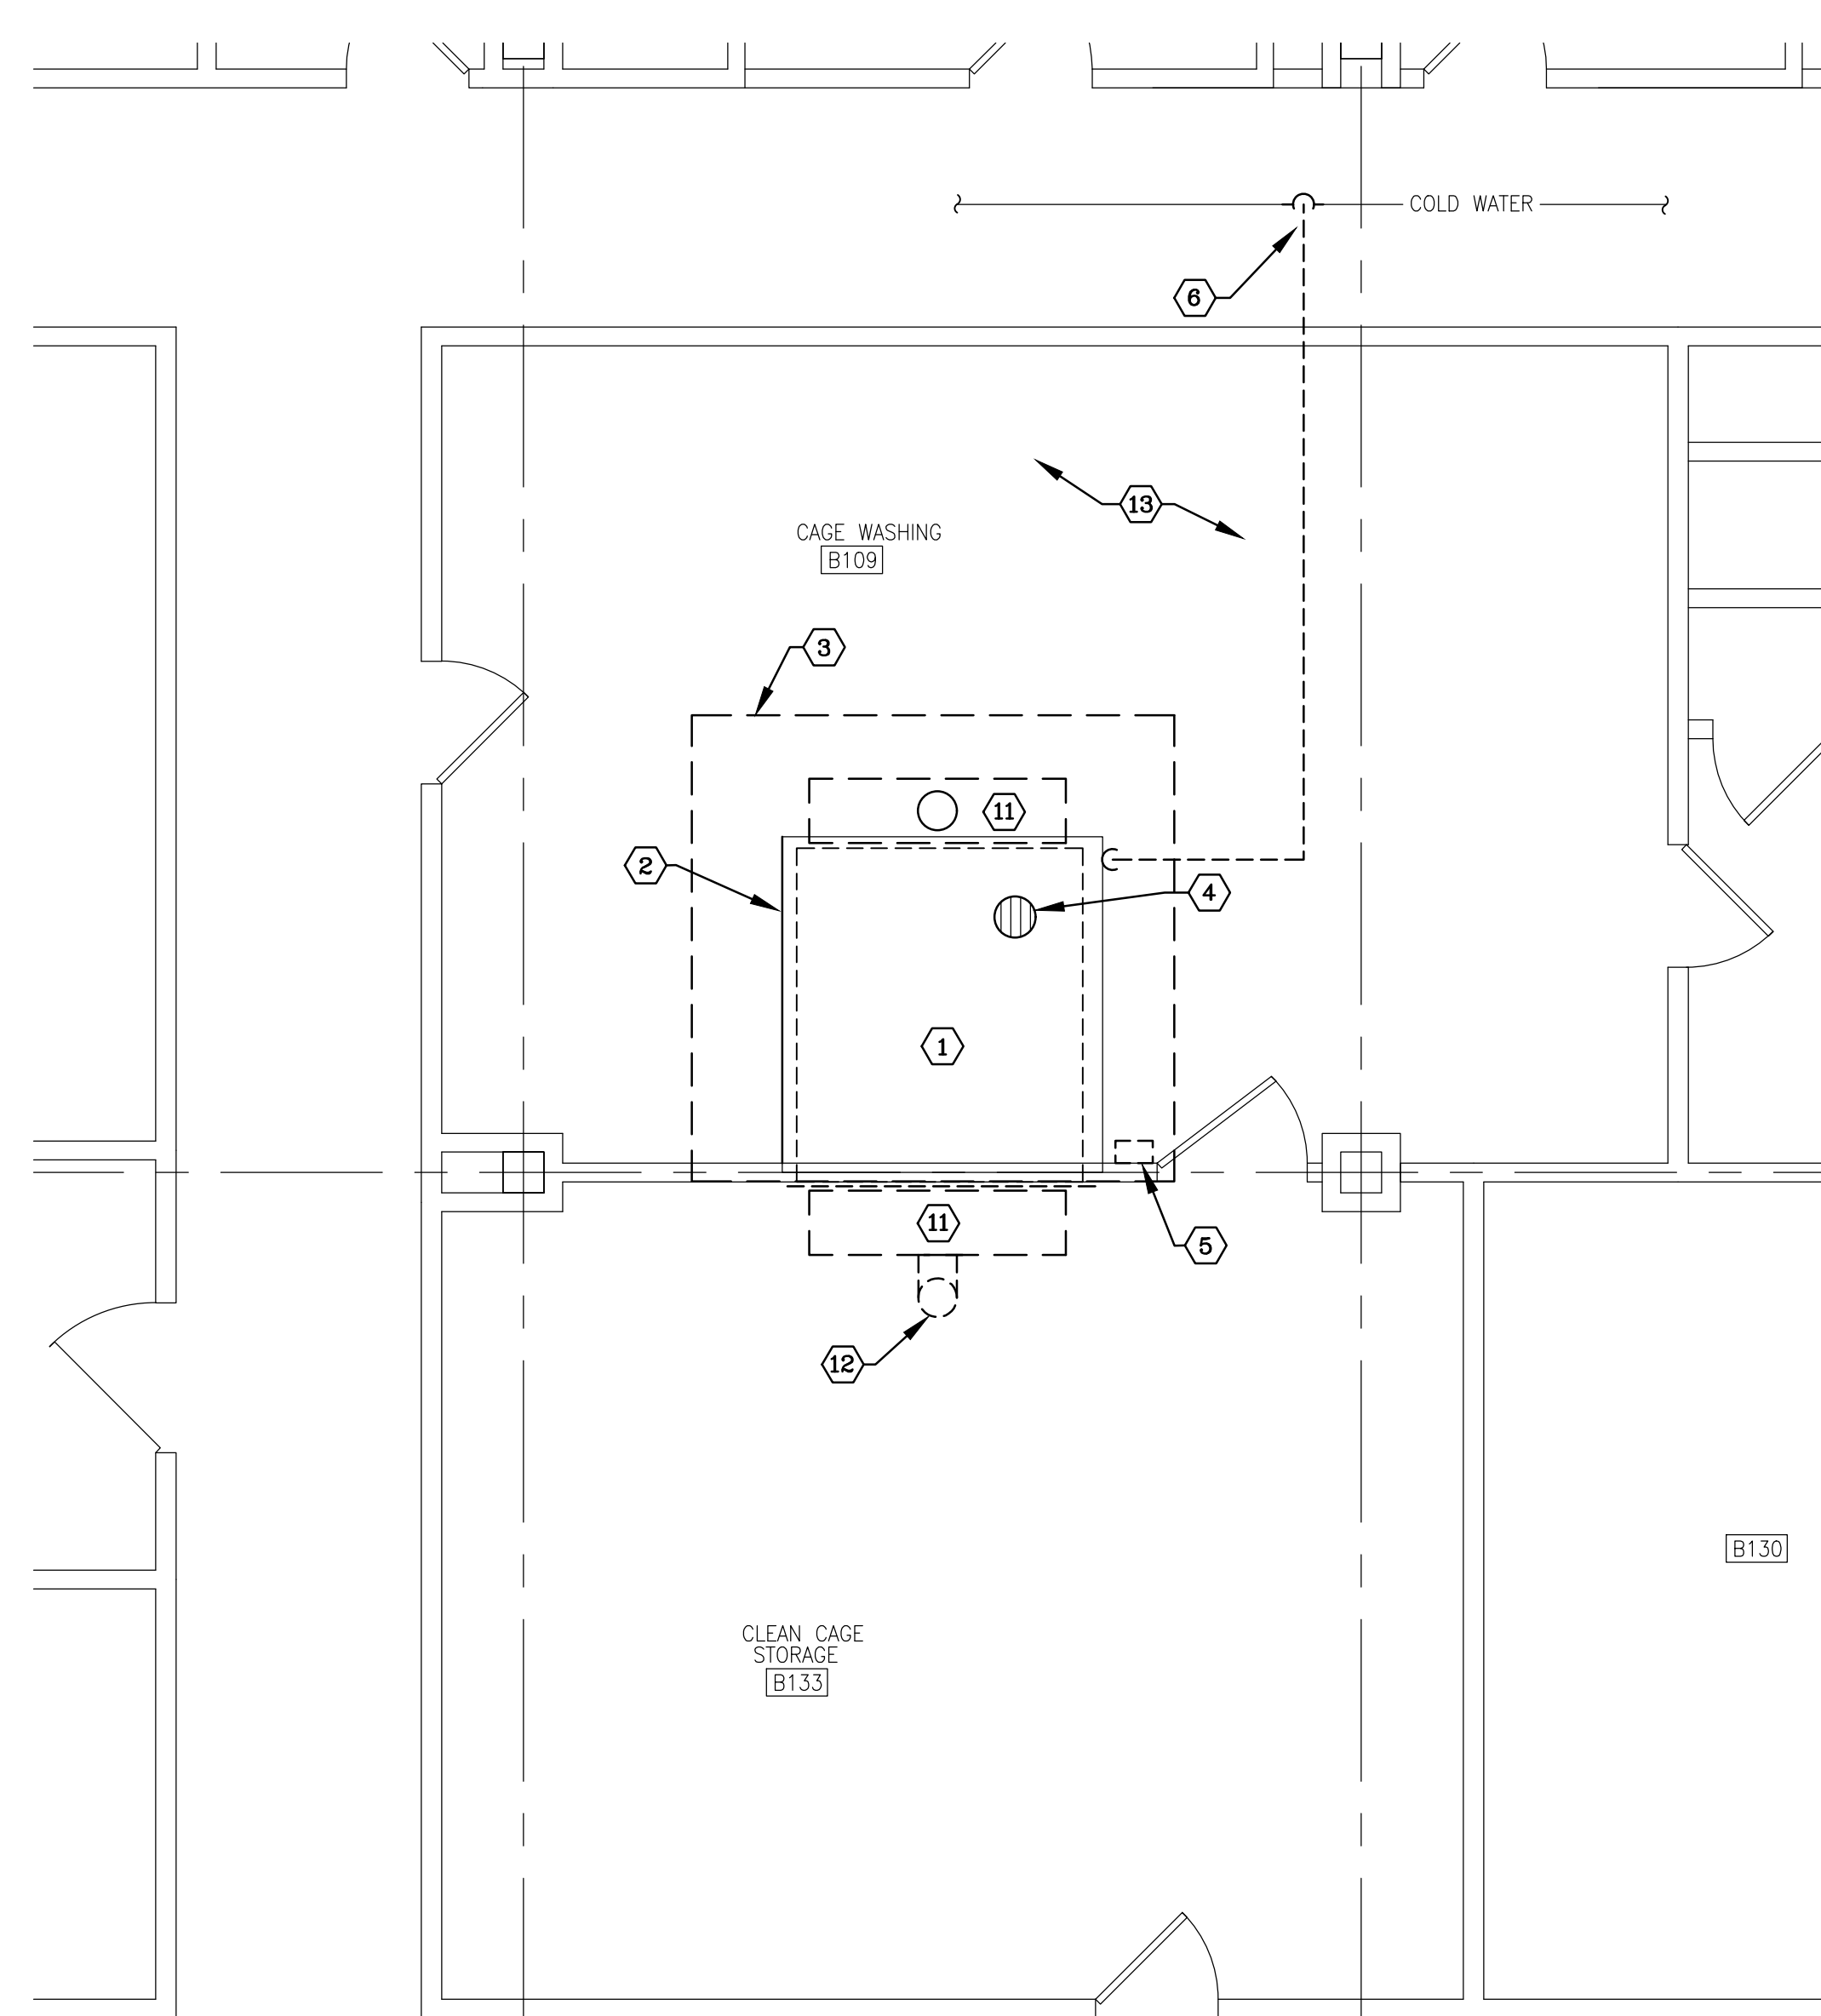 COLD WATER
6
13
CAGE WASHING
B109
3
11
2
4
1
11
5
12
B130
CLEAN CAGE
STORAGE
B133